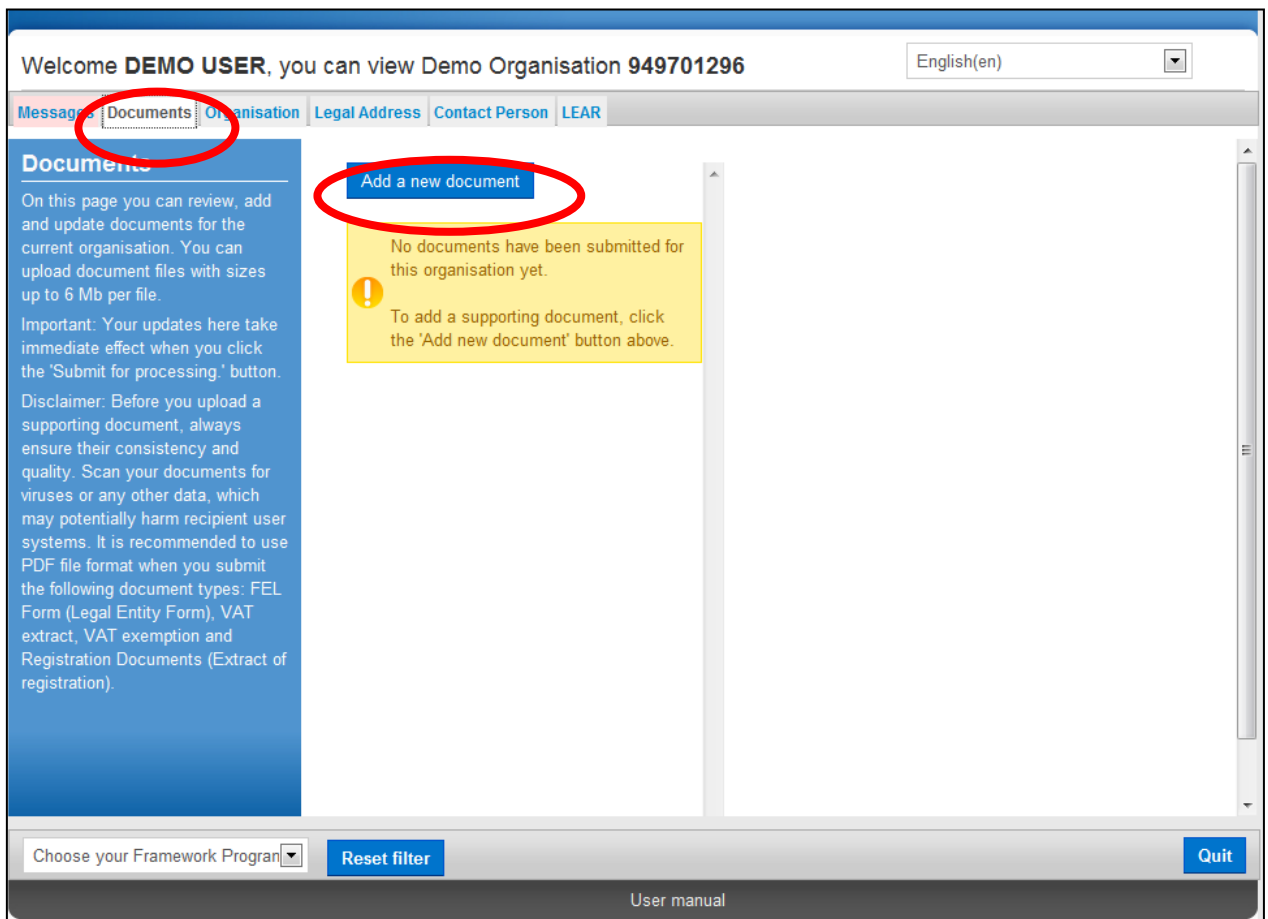 Welcome DEMO USER, you can view Demo Organisation 949701296
English(en)
Messages Documents Organisation Legal Address Contact Person LEAR
Documents
On this page you can review, add
and update documents for the
current organisation. You can
upload document files with sizes
up to 6 Mb per file.
Important: Your updates here take
immediate effect when you click
the 'Submit for processing.' button.
Disclaimer: Before you upload a
supporting document, always
ensure their consistency and
quality. Scan your documents for
viruses or any other data, which
may potentially harm recipient user
systems. It is recommended to use
PDF file format when you submit
the following document types: FEL
Form (Legal Entity Form), VAT
extract, VAT exemption and
Registration Documents (Extract of
registration).
Add a new document
No documents have been submitted for
this organisation yet.
To add a supporting document, click
the 'Add new document' button above.
Choose your Framework Progran
Reset filter
Quit
User manual